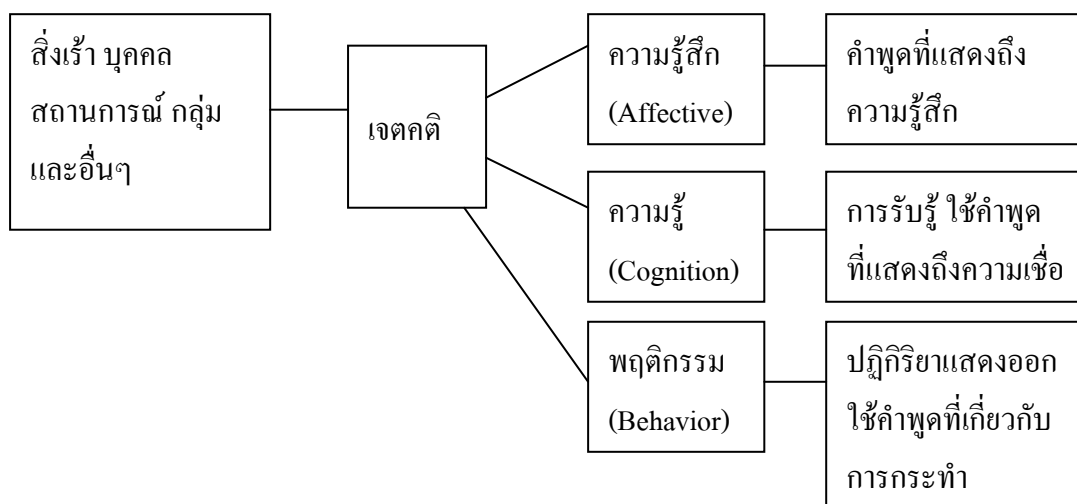 สิ่งเร้า บุคคล
สถานการณ์ กลุ่ม
และอื่นๆ
เจตคติ
ความรู้สึก
(Affective)
คำพูดที่แสดงถึง
ความรู้สึก
ความรู้
(Cognition)
การรับรู้ ใช้คำพูด
ที่แสดงถึงความเชื่อ
พฤติกรรม
(Behavior)
ปฏิกิริยาแสดงออก
ใช้คำพูดที่เกี่ยวกับ
การกระทำ